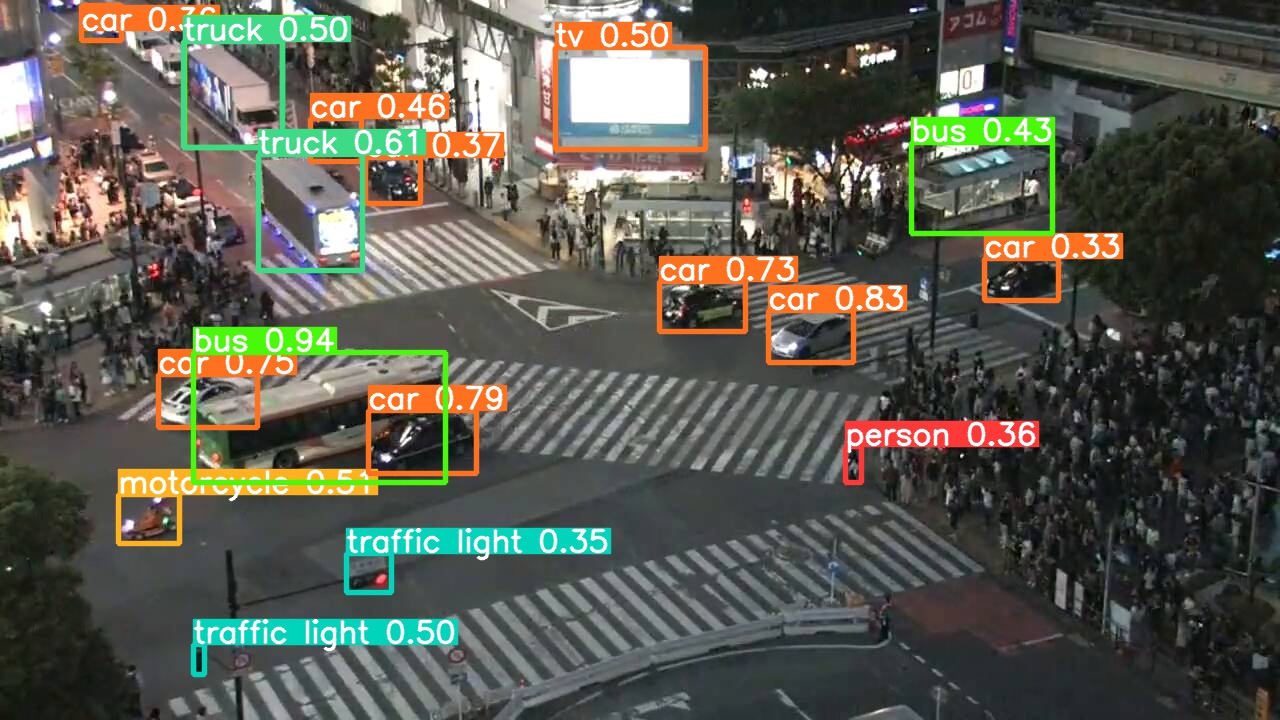 car 0.36
truck 0.50
tv 0.50
car 0.46
アコム
truck 0.61
0.37
bus 0.43
car 0.33
car 0.73
car 0.83
bus 0.94
car 0.75
car 0.79
person 0.36
motorcycle 0.51
traffic light 0.35
traffic light 0.50